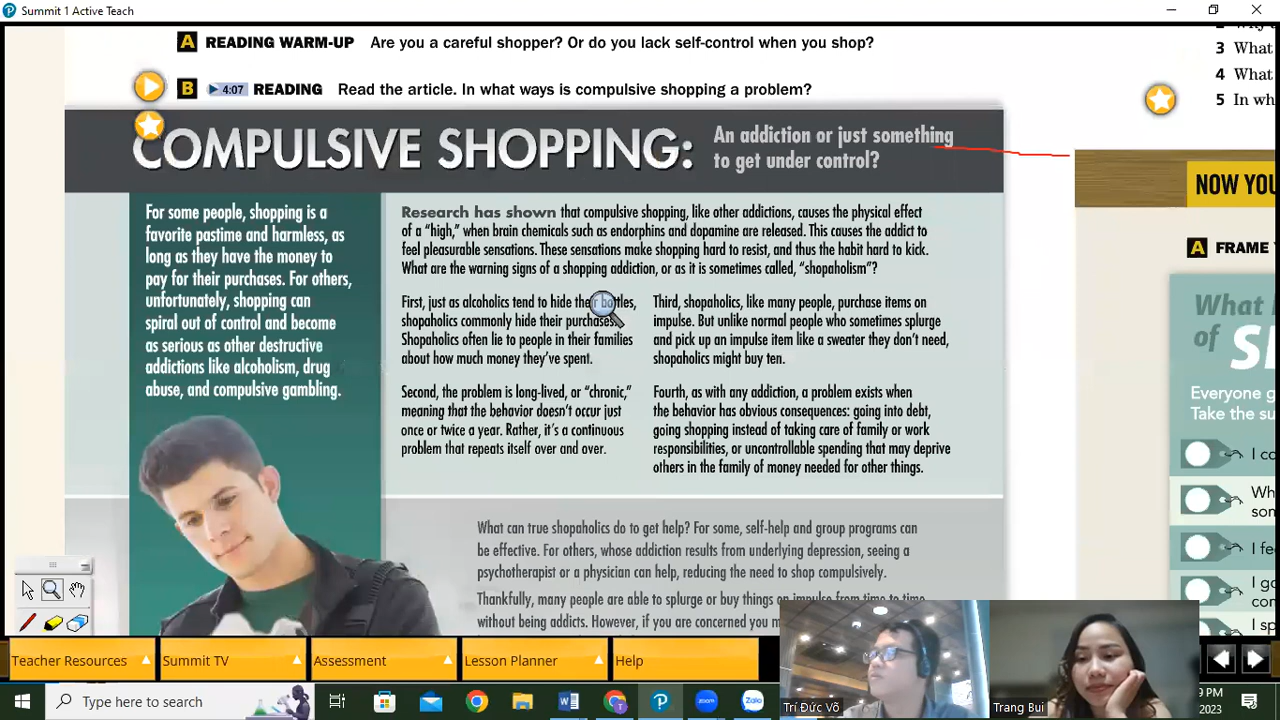 Summit 1 Active Teach
A READING WARM-UP Are you a careful shopper? Or do you lack self-control when you shop?
B 4:07 READING Read the article. In what ways is compulsive shopping a problem?
COMPULSIVE SHOPPING: An addiction or just something
to get under control?
For some people, shopping is a
favorite pastime and harmless, as
long as they have the money to
pay for their purchases. For others,
unfortunately, shopping can
spiral out of control and become
as serious as other destructive
addictions like alcoholism, drug
abuse, and compulsive gambling.
Research has shown that compulsive shopping, like other addictions, causes the physical effect
of a “high,” when brain chemicals such as endorphins and dopamine are released. This causes the addict to
feel pleasurable sensations. These sensations make shopping hard to resist, and thus the habit hard to kick.
What are the warning signs of a shopping addiction, or as it is sometimes called, “shopaholism”?
First, just as alcoholics tend to hide their bottles,
shopaholics commonly hide their purchases.
Shopaholics often lie to people in their families
about how much money they’ve spent.
Second, the problem is long-lived, or “chronic,”
meaning that the behavior doesn’t occur just
once or twice a year. Rather, it’s a continuous
problem that repeats itself over and over.
Third, shopaholics, like many people, purchase items on
impulse. But unlike normal people who sometimes splurge
and pick up an impulse item like a sweater they don’t need,
shopaholics might buy ten.
Fourth, as with any addiction, a problem exists when
the behavior has obvious consequences: going into debt,
going shopping instead of taking care of family or work
responsibilities, or uncontrollable spending that may deprive
others in the family of money needed for other things.
What can true shopaholics do to get help? For some, self-help and group programs can
be effective. For others, whose addiction results from underlying depression, seeing a
psychotherapist or a physician can help, reducing the need to shop compulsively.
Thankfully, many people are able to splurge or buy things on impulse from time to time
without being addicts. However, if you are concerned you
3 What
4 What
5 In wh
NOW YOU
A FRAME
What
of S
Everyone g
Take the su
I co
Wh
son
I fe
I go
con
I sp
Teacher Resources
Summit TV
Assessment
Lesson Planner
Help
Trí Đức Võ
Trang Bui
Type here to search
Zalo
9 PM
2023